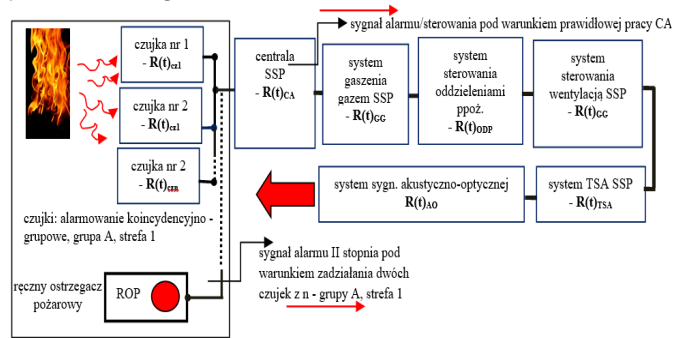 sygnał alarmu/sterowania pod warunkiem prawidłowej pracy CA
czujka nr 1
- R(t)cz1
czujka nr 2
- R(t)cz1
czujka nr 2
centrala
SSP
- R(t)CA
system
gaszenia
gazem SSP
- R(t)GG
system
sterowania
oddzieleniami
ppoż.
- R(t)ODP
system
sterowania
wentylacją SSP
- R(t)GG
system sygn. akustyczno-optycznej
R(t)AO
system TSA SSP
- R(t)TSA
czujki: alarmowanie koincydencyjno -
grupowe, grupa A, strefa 1
sygnał alarmu II stopnia pod
warunkiem zadziałania dwóch
czujek z n - grupy A, strefa 1
ręczny ostrzegacz
pożarowy
ROP